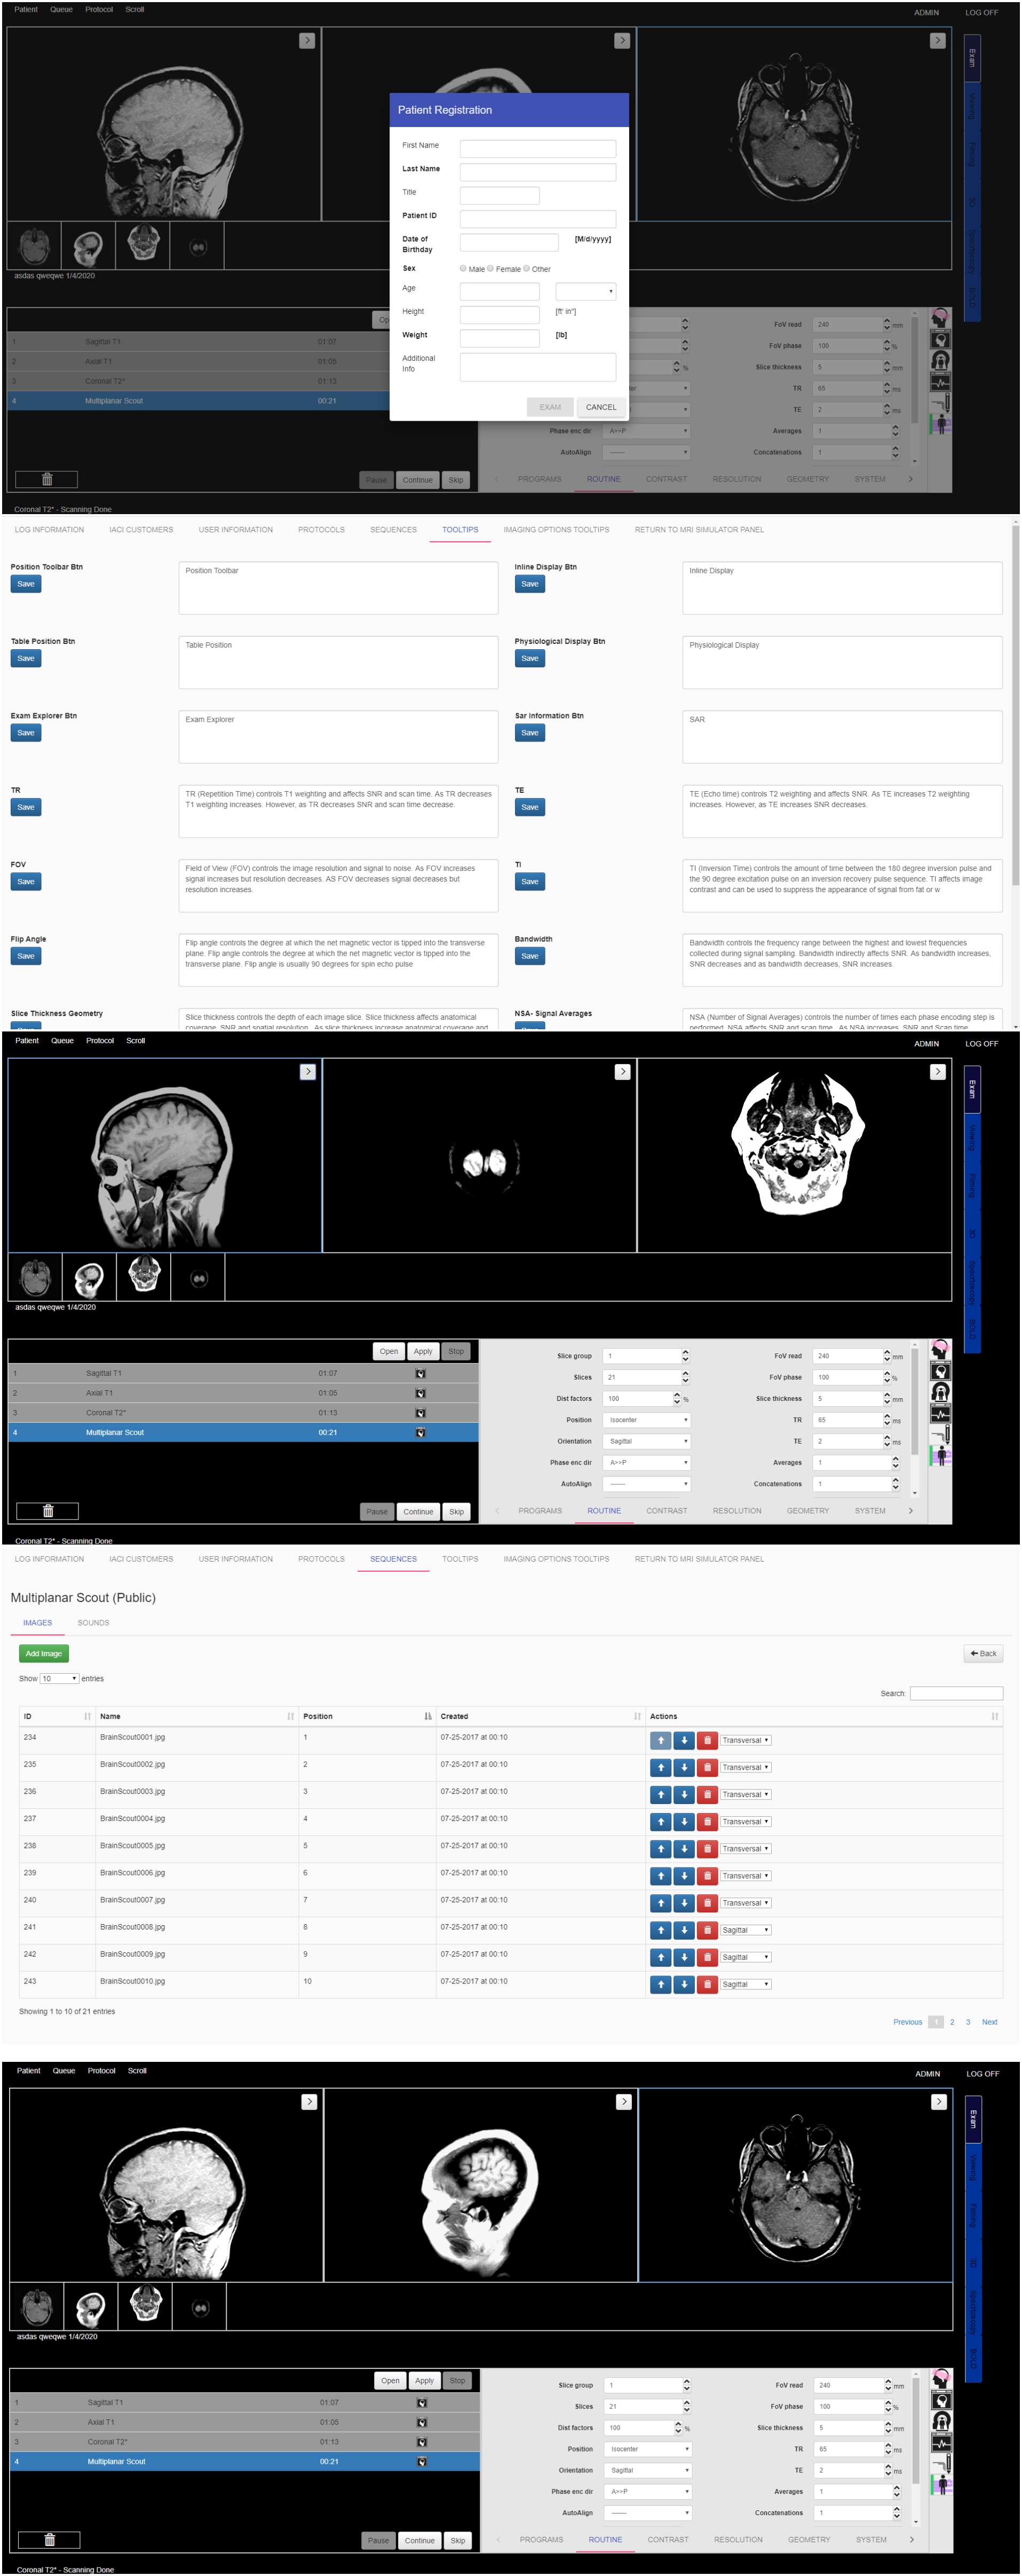 Patient Queue Protocol Scroll ADMIN LOG OFF
Exam
Viewing
Filming
3D
Spectroscopy
BOLD
Patient Registration
First Name
Last Name
Title
Patient ID
Date of Birthday [M/d/yyyy]
Sex Male Female Other
Age
Height [ft' in"]
Weight [lb]
Additional Info
EXAM CANCEL
asdas qweqwe 1/4/2020
Op
1 Sagittal T1 01:07
2 Axial T1 01:05
3 Coronal T2* 01:13
4 Multiplanar Scout 00:21
Pause Continue Skip
FoV read 240 mm
FoV phase 100 %
% Slice thickness 5 mm
ter TR 65 ms
TE 2 ms
Phase enc dir A>>P Averages 1
AutoAlign ------- Concatenations 1
PROGRAMS ROUTINE CONTRAST RESOLUTION GEOMETRY SYSTEM
Coronal T2* - Scanning Done
LOG INFORMATION IACI CUSTOMERS USER INFORMATION PROTOCOLS SEQUENCES TOOLTIPS IMAGING OPTIONS TOOLTIPS RETURN TO MRI SIMULATOR PANEL
Position Toolbar Btn
Save
Position Toolbar
Inline Display Btn
Save
Inline Display
Table Position Btn
Save
Table Position
Physiological Display Btn
Save
Physiological Display
Exam Explorer Btn
Save
Exam Explorer
Sar Information Btn
Save
SAR
TR
Save
TR (Repetition Time) controls T1 weighting and affects SNR and scan time. As TR decreases
T1 weighting increases. However, as TR decreases SNR and scan time decrease.
TE
Save
TE (Echo time) controls T2 weighting and affects SNR. As TE increases T2 weighting
increases. However, as TE increases SNR decreases.
FOV
Save
Field of View (FOV) controls the image resolution and signal to noise. As FOV increases
signal increases but resolution decreases. AS FOV decreases signal decreases but
resolution increases.
TI
Save
TI (Inversion Time) controls the amount of time between the 180 degree inversion pulse and
the 90 degree excitation pulse on an inversion recovery pulse sequence. TI affects image
contrast and can be used to suppress the appearance of signal from fat or w
Flip Angle
Save
Flip angle controls the degree at which the net magnetic vector is tipped into the transverse
plane. Flip angle controls the degree at which the net magnetic vector is tipped into the
transverse plane. Flip angle is usually 90 degrees for spin echo pulse
Bandwidth
Save
Bandwidth controls the frequency range between the highest and lowest frequencies
collected during signal sampling. Bandwidth indirectly affects SNR. As bandwidth increases,
SNR decreases and as bandwidth decreases, SNR increases.
Slice Thickness Geometry
Slice thickness controls the depth of each image slice. Slice thickness affects anatomical
coverage, SNR and spatial resolution. As slice thickness increase anatomical coverage and
NSA- Signal Averages
NSA (Number of Signal Averages) controls the number of times each phase encoding step is
performed. NSA affects SNR and scan time. As NSA increases, SNR and Scan time
Patient Queue Protocol Scroll ADMIN LOG OFF
Exam
Viewing
Filming
3D
Spectroscopy
BOLD
asdas qweqwe 1/4/2020
Open Apply Stop
1 Sagittal T1 01:07
2 Axial T1 01:05
3 Coronal T2* 01:13
4 Multiplanar Scout 00:21
Pause Continue Skip
Slice group 1 FoV read 240 mm
Slices 21 FoV phase 100 %
Dist factors 100 % Slice thickness 5 mm
Position Isocenter TR 65 ms
Orientation Sagittal TE 2 ms
Phase enc dir A>>P Averages 1
AutoAlign ------- Concatenations 1
PROGRAMS ROUTINE CONTRAST RESOLUTION GEOMETRY SYSTEM
Coronal T2* - Scanning Done
LOG INFORMATION IACI CUSTOMERS USER INFORMATION PROTOCOLS SEQUENCES TOOLTIPS IMAGING OPTIONS TOOLTIPS RETURN TO MRI SIMULATOR PANEL
Multiplanar Scout (Public)
IMAGES SOUNDS
Add Image Back
Show 10 entries
Search:
ID Name Position Created Actions
234 BrainScout0001.jpg 1 07-25-2017 at 00:10 Transversal
235 BrainScout0002.jpg 2 07-25-2017 at 00:10 Transversal
236 BrainScout0003.jpg 3 07-25-2017 at 00:10 Transversal
237 BrainScout0004.jpg 4 07-25-2017 at 00:10 Transversal
238 BrainScout0005.jpg 5 07-25-2017 at 00:10 Transversal
239 BrainScout0006.jpg 6 07-25-2017 at 00:10 Transversal
240 BrainScout0007.jpg 7 07-25-2017 at 00:10 Transversal
241 BrainScout0008.jpg 8 07-25-2017 at 00:10 Sagittal
242 BrainScout0009.jpg 9 07-25-2017 at 00:10 Sagittal
243 BrainScout0010.jpg 10 07-25-2017 at 00:10 Sagittal
Showing 1 to 10 of 21 entries
Previous 1 2 3 Next
Patient Queue Protocol Scroll ADMIN LOG OFF
Exam
Viewing
Filming
3D
Spectroscopy
BOLD
asdas qweqwe 1/4/2020
Open Apply Stop
1 Sagittal T1 01:07
2 Axial T1 01:05
3 Coronal T2* 01:13
4 Multiplanar Scout 00:21
Pause Continue Skip
Slice group 1 FoV read 240 mm
Slices 21 FoV phase 100 %
Dist factors 100 % Slice thickness 5 mm
Position Isocenter TR 65 ms
Orientation Sagittal TE 2 ms
Phase enc dir A>>P Averages 1
AutoAlign ------- Concatenations 1
PROGRAMS ROUTINE CONTRAST RESOLUTION GEOMETRY SYSTEM
Coronal T2* - Scanning Done